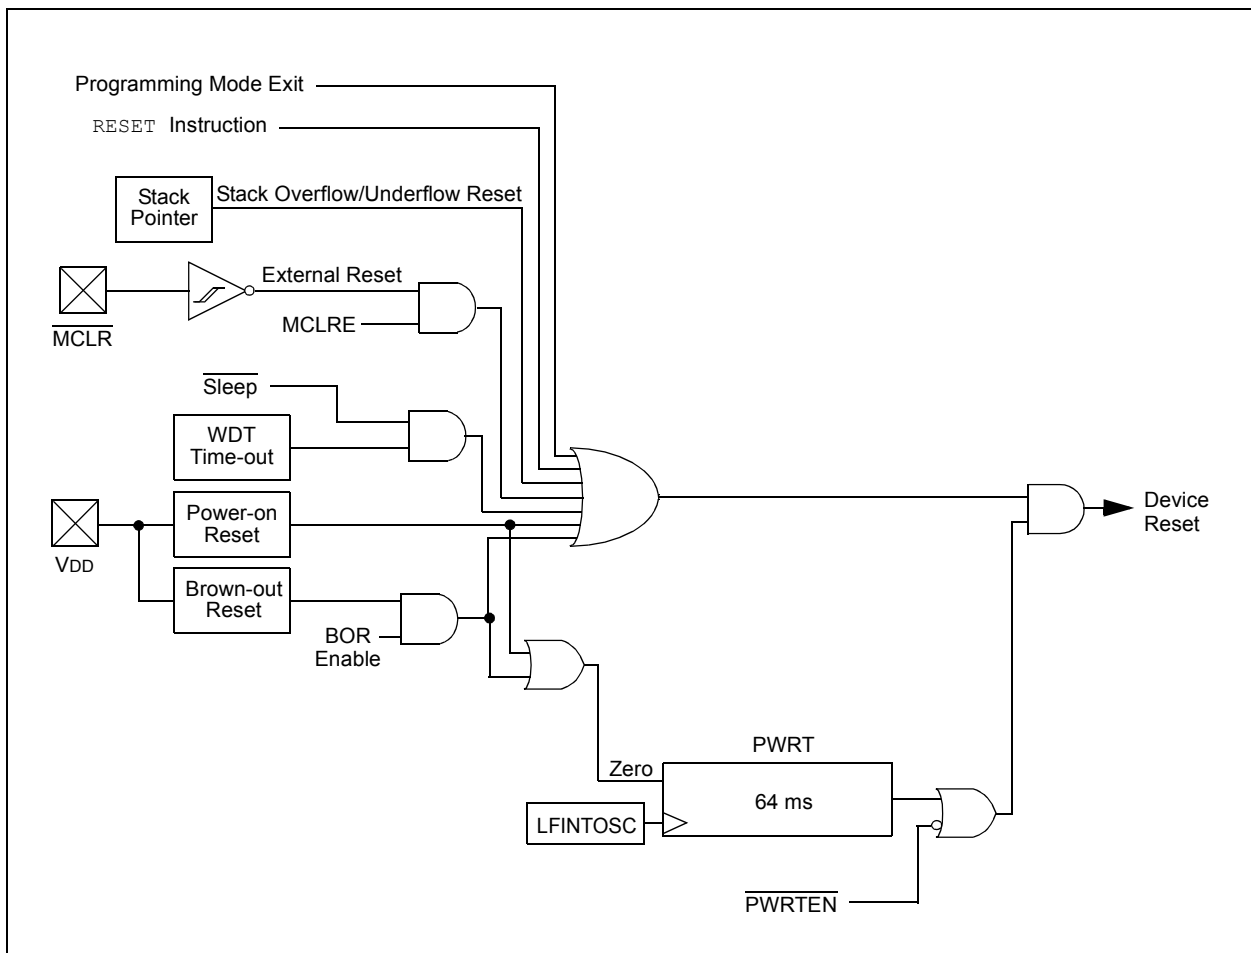 Programming Mode Exit
RESET Instruction
Stack
Pointer
Stack Overflow/Underflow Reset
External Reset
MCLRE
MCLR
Sleep
WDT
Time-out
Power-on
Reset
VDD
Brown-out
Reset
BOR
Enable
Device
Reset
PWRT
Zero
64 ms
LFINTOSC
PWRTEN